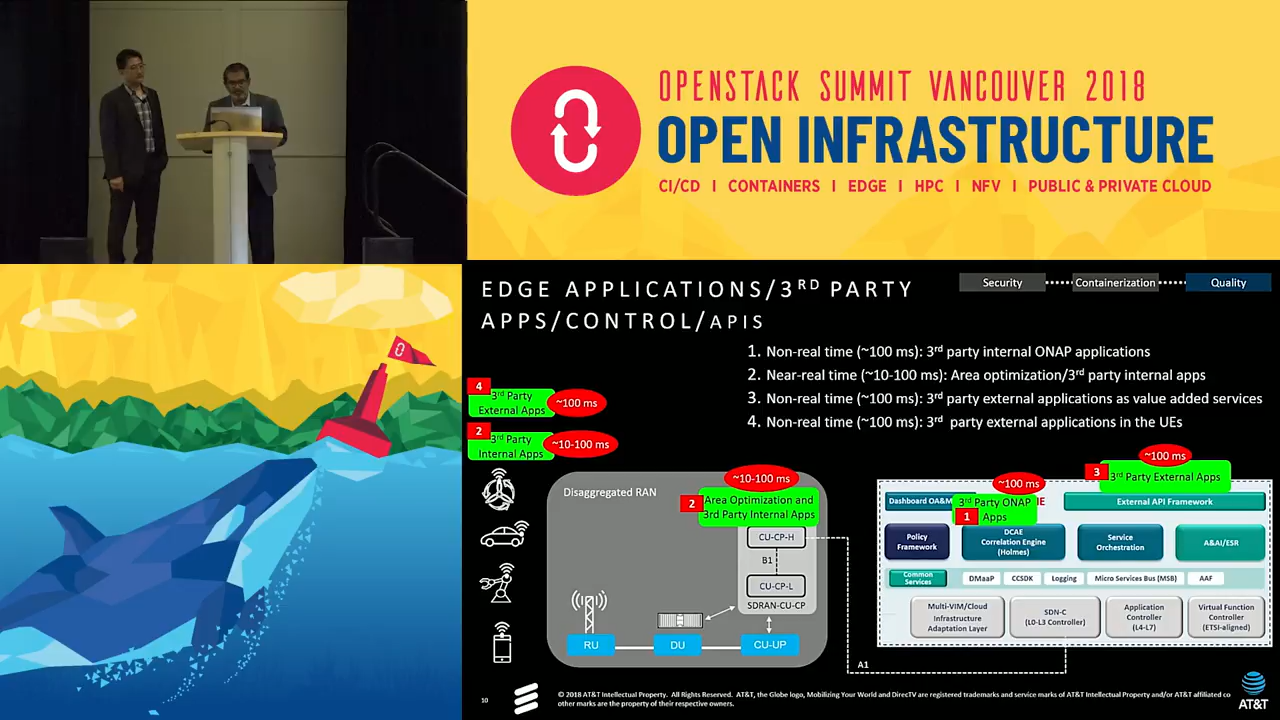 OPENSTACK SUMMIT VANCOUVER 2018
OPEN INFRASTRUCTURE
CI/CD | CONTAINERS | EDGE | HPC | NFV | PUBLIC & PRIVATE CLOUD
EDGE APPLICATIONS/3RD PARTY
APPS/CONTROL/APIS
Security
Containerization
Quality
1. Non-real time (~100 ms): 3rd party internal ONAP applications
2. Near-real time (~10-100 ms): Area optimization/3rd party internal apps
3. Non-real time (~100 ms): 3rd party external applications as value added services
4. Non-real time (~100 ms): 3rd party external applications in the UEs
4
3rd Party
External Apps
~100 ms
2
3rd Party
Internal Apps
~10-100 ms
Disaggregated RAN
~10-100 ms
2
Area Optimization and
3rd Party Internal Apps
CU-CP-H
B1
CU-CP-L
SDRAN-CU-CP
RU
DU
CU-UP
A1
~100 ms
3
3rd Party External Apps
~100 ms
Dashboard OA&M
3rd Party ONAP
Apps
1
External API Framework
Policy
Framework
DCAE
Correlation Engine
(Holmes)
Service
Orchestration
A&AI/ESR
Common
Services
DMaaP
CCSDK
Logging
Micro Services Bus (MSB)
AAF
Multi-VIM/Cloud
Infrastructure
Adaptation Layer
SDN-C
(L0-L3 Controller)
Application
Controller
(L4-L7)
Virtual Function
Controller
(ETSI-aligned)
10
© 2018 AT&T Intellectual Property. All Rights Reserved. AT&T, the Globe logo, Mobilizing Your World and DirecTV are registered trademarks and service marks of AT&T Intellectual Property and/or AT&T affiliated co
other marks are the property of their respective owners.
AT&T